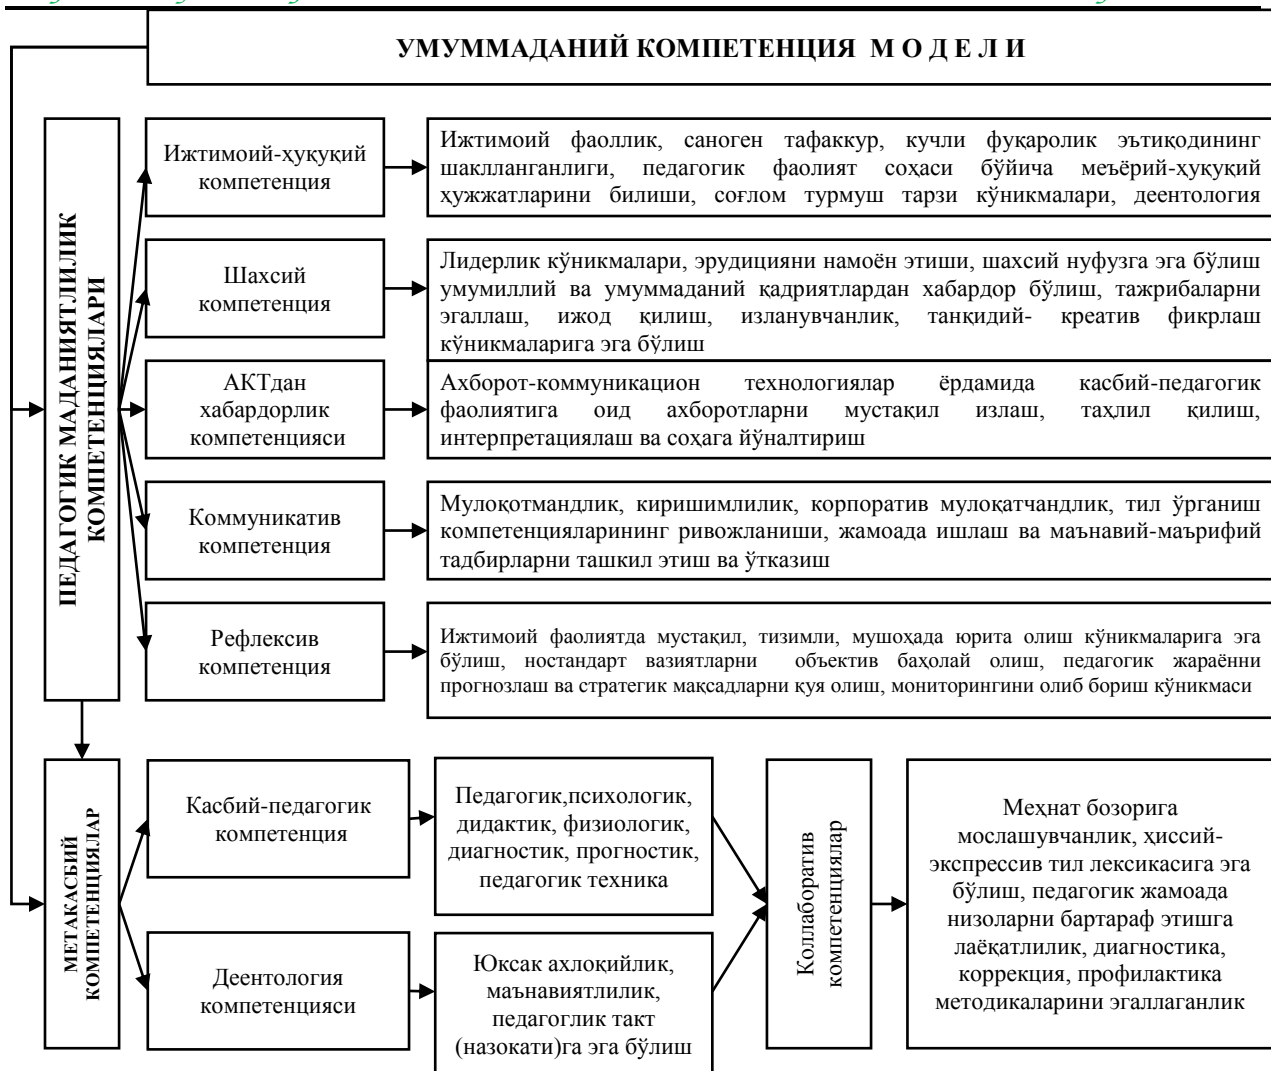 УМУММАДАНИЙ КОМПЕТЕНЦИЯ М О Д Е Л И
ПЕДАГОГИК МАДАНИЯТЛИЛИК
КОМПЕТЕНЦИЯЛАРИ
Ижтимоий-ҳуқуқий
компетенция
Ижтимоий фаоллик, саноген тафаккур, кучли фуқаролик эътиқодининг
шаклланганлиги, педагогик фаолият соҳаси бўйича меъёрий-ҳуқуқий
ҳужжатларини билиши, соғлом турмуш тарзи кўникмалари, деентология
Шахсий
компетенция
Лидерлик кўникмалари, эрудицияни намоён этиши, шахсий нуфузга эга бўлиш
умумиллий ва умуммаданий қадриятлардан хабардор бўлиш, тажрибаларни
эгаллаш, ижод қилиш, изланувчанлик, танқидий- креатив фикрлаш
кўникмаларига эга бўлиш
АКТдан
хабардорлик
компетенцияси
Ахборот-коммуникацион технологиялар ёрдамида касбий-педагогик
фаолиятига оид ахборотларни мустақил излаш, таҳлил қилиш,
интерпретациялаш ва соҳага йўналтириш
Коммуникатив
компетенция
Мулоқотмандлик, киришимлилик, корпоратив мулоқатчандлик, тил ўрганиш
компетенцияларининг ривожланиши, жамоада ишлаш ва маънавий-маърифий
тадбирларни ташкил этиш ва ўтказиш
Рефлексив
компетенция
Ижтимоий фаолиятда мустақил, тизимли, мушоҳада юрита олиш кўникмаларига эга
бўлиш, ностандарт вазиятларни объектив баҳолай олиш, педагогик жараённи
прогнозлаш ва стратегик мақсадларни қуя олиш, мониторингини олиб бориш кўникмаси
МЕТАКАСБИЙ
КОМПЕТЕНЦИЯЛАР
Касбий-педагогик
компетенция
Педагогик,психологик,
дидактик, физиологик,
диагностик, прогностик,
педагогик техника
Деентология
компетенцияси
Юксак ахлоқийлик,
маънавиятлилик,
педагоглик такт
(назокати)га эга бўлиш
Коллаборатив
компетенциялар
Меҳнат бозорига
мослашувчанлик, ҳиссий-
экспрессив тил лексикасига эга
бўлиш, педагогик жамоада
низоларни бартараф этишга
лаёқатлилик, диагностика,
коррекция, профилактика
методикаларини эгаллаганлик